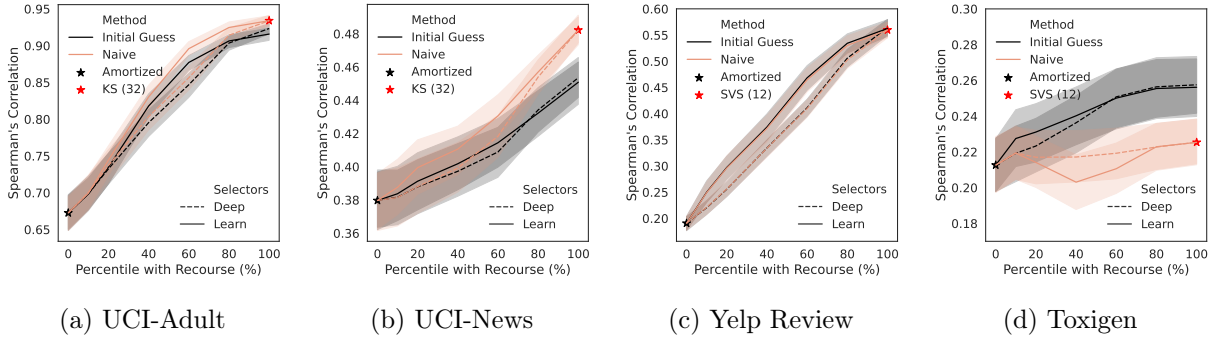 Spearman's Correlation
0.95
0.90
0.85
0.80
0.75
0.70
0.65
Method
Initial Guess
Naive
Amortized
KS (32)
Selectors
Deep
Learn
0 20 40 60 80 100
Percentile with Recourse (%)
(a) UCI-Adult
Spearman's Correlation
0.48
0.46
0.44
0.42
0.40
0.38
0.36
Method
Initial Guess
Naive
Amortized
KS (32)
Selectors
Deep
Learn
0 20 40 60 80 100
Percentile with Recourse (%)
(b) UCI-News
Spearman's Correlation
0.60
0.55
0.50
0.45
0.40
0.35
0.30
0.25
0.20
Method
Initial Guess
Naive
Amortized
SVS (12)
Selectors
Deep
Learn
0 20 40 60 80 100
Percentile with Recourse (%)
(c) Yelp Review
Spearman's Correlation
0.30
0.28
0.26
0.24
0.22
0.20
0.18
Method
Initial Guess
Naive
Amortized
SVS (12)
Selectors
Deep
Learn
0 20 40 60 80 100
Percentile with Recourse (%)
(d) Toxigen